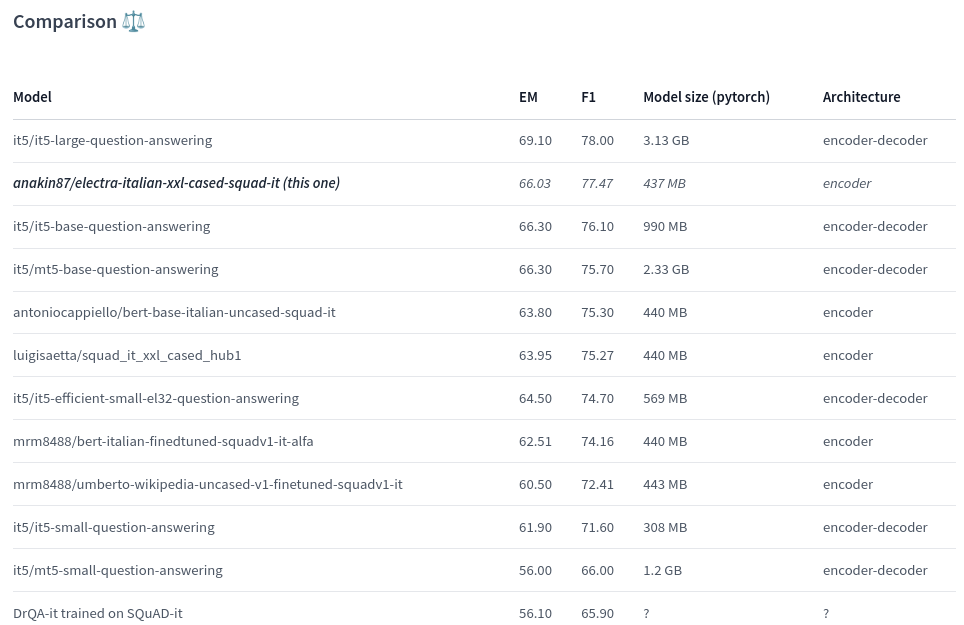 Comparison ⚖️
Model EM F1 Model size (pytorch) Architecture
it5/it5-large-question-answering 69.10 78.00 3.13 GB encoder-decoder
anakin87/electra-italian-xxl-cased-squad-it (this one) 66.03 77.47 437 MB encoder
it5/it5-base-question-answering 66.30 76.10 990 MB encoder-decoder
it5/mt5-base-question-answering 66.30 75.70 2.33 GB encoder-decoder
antoniocappiello/bert-base-italian-uncased-squad-it 63.80 75.30 440 MB encoder
luigisaetta/squad_it_xxl_cased_hub1 63.95 75.27 440 MB encoder
it5/it5-efficient-small-el32-question-answering 64.50 74.70 569 MB encoder-decoder
mrm8488/bert-italian-finedtuned-squadv1-it-alfa 62.51 74.16 440 MB encoder
mrm8488/umberto-wikipedia-uncased-v1-finetuned-squadv1-it 60.50 72.41 443 MB encoder
it5/it5-small-question-answering 61.90 71.60 308 MB encoder-decoder
it5/mt5-small-question-answering 56.00 66.00 1.2 GB encoder-decoder
DrQA-it trained on SQuAD-it 56.10 65.90 ? ?